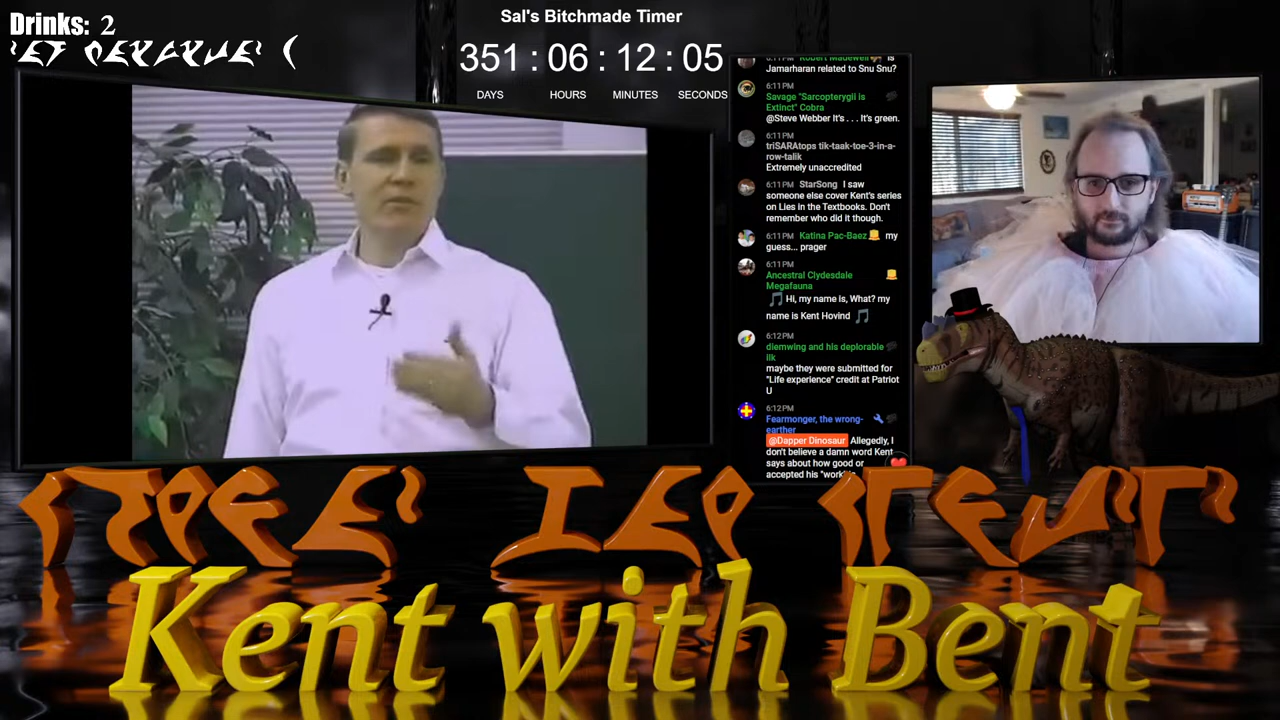 Drinks: 2
Sal's Bitchmade Timer
351 : 06 : 12 : 05
DAYS HOURS MINUTES SECONDS
Jamarharan related to Snu Snu?
6:11PM
Savage "Sarcopterygii is
Extinct" Cobra
@Steve Webber It's . . . It's green.
6:11PM
triSARAtops tik-taak-toe-3-in-a-
row-talik
Extremely unaccredited
6:11PM StarSong I saw
someone else cover Kent's series
on Lies in the Textbooks. Don't
remember who did it though.
6:11PM Katina Pac-Baez my
guess... prager
6:11PM
Ancestral Clydesdale
Megafauna
🎵 Hi, my name is, What? my
name is Kent Hovind 🎵
6:12PM
diemwing and his deplorable
ilk
maybe they were submitted for
"Life experience" credit at Patriot
U
6:12PM
Fearmonger, the wrong-
earther
@Dapper Dinosaur Allegedly, I
don't believe a damn word Kent
says about how good or
accepted his "work"
Kent with Bent